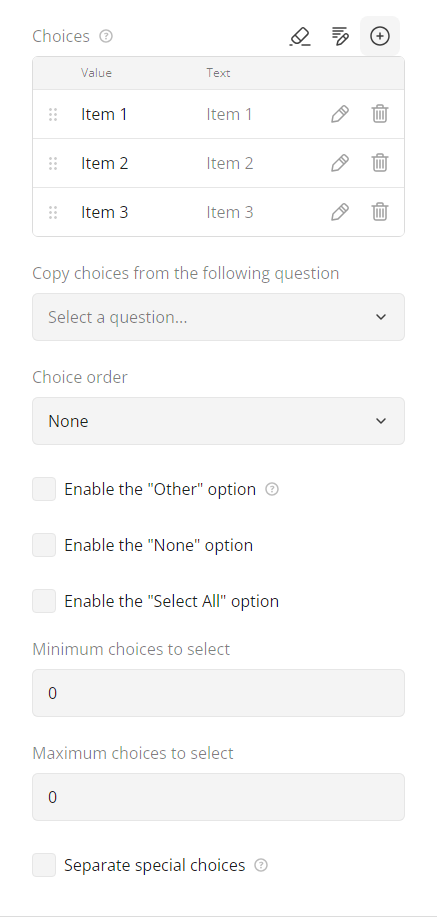 Choices ?
Value Text
Item 1 Item 1
Item 2 Item 2
Item 3 Item 3
Copy choices from the following question
Select a question...
Choice order
None
Enable the "Other" option ?
Enable the "None" option
Enable the "Select All" option
Minimum choices to select
0
Maximum choices to select
0
Separate special choices ?